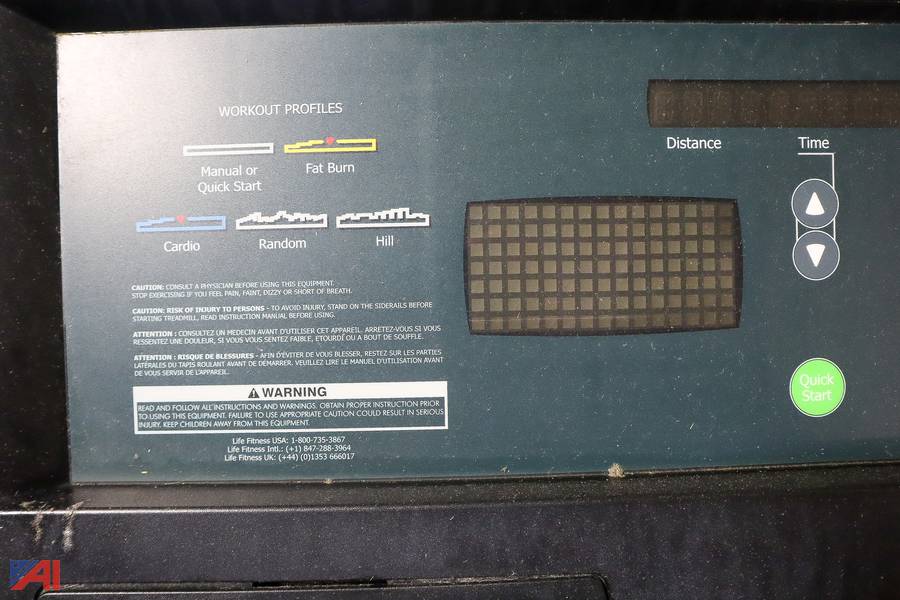 WORKOUT PROFILES
Manual or
Quick Start
Fat Burn
Cardio
Random
Hill
CAUTION: CONSULT A PHYSICIAN BEFORE USING THIS EQUIPMENT.
STOP EXERCISING IF YOU FEEL PAIN, FAINT, DIZZY OR SHORT OF BREATH.
CAUTION: RISK OF INJURY TO PERSONS - TO AVOID INJURY, STAND ON THE SIDERAILS BEFORE
STARTING TREADMILL, READ INSTRUCTION MANUAL BEFORE USING.
ATTENTION : CONSULTEZ UN MEDECIN AVANT D'UTILISER CET APPAREIL. ARRETEZ-VOUS SI VOUS
RESSENTEZ UNE DOULEUR, SI VOUS VOUS SENTEZ FAIBLE, ETOURDI OU A BOUT DE SOUFFLE.
ATTENTION : RISQUE DE BLESSURES - AFIN D'ÉVITER DE VOUS BLESSER, RESTEZ SUR LES PARTIES
LATÉRALES DU TAPIS ROULANT AVANT DE DÉMARRER. VEUILLEZ LIRE LE MANUEL D'UTILISATION AVANT
DE VOUS SERVIR DE L'APPAREIL.
WARNING
READ AND FOLLOW ALL INSTRUCTIONS AND WARNINGS. OBTAIN PROPER INSTRUCTION PRIOR
TO USING THIS EQUIPMENT. FAILURE TO USE APPROPRIATE CAUTION COULD RESULT IN SERIOUS
INJURY. KEEP CHILDREN AWAY FROM THIS EQUIPMENT.
Life Fitness USA: 1-800-735-3867
Life Fitness Intl.: (+1) 847-288-3964
Life Fitness UK: (+44) (0)1353 666017
Distance
Time
Quick
Start
AI